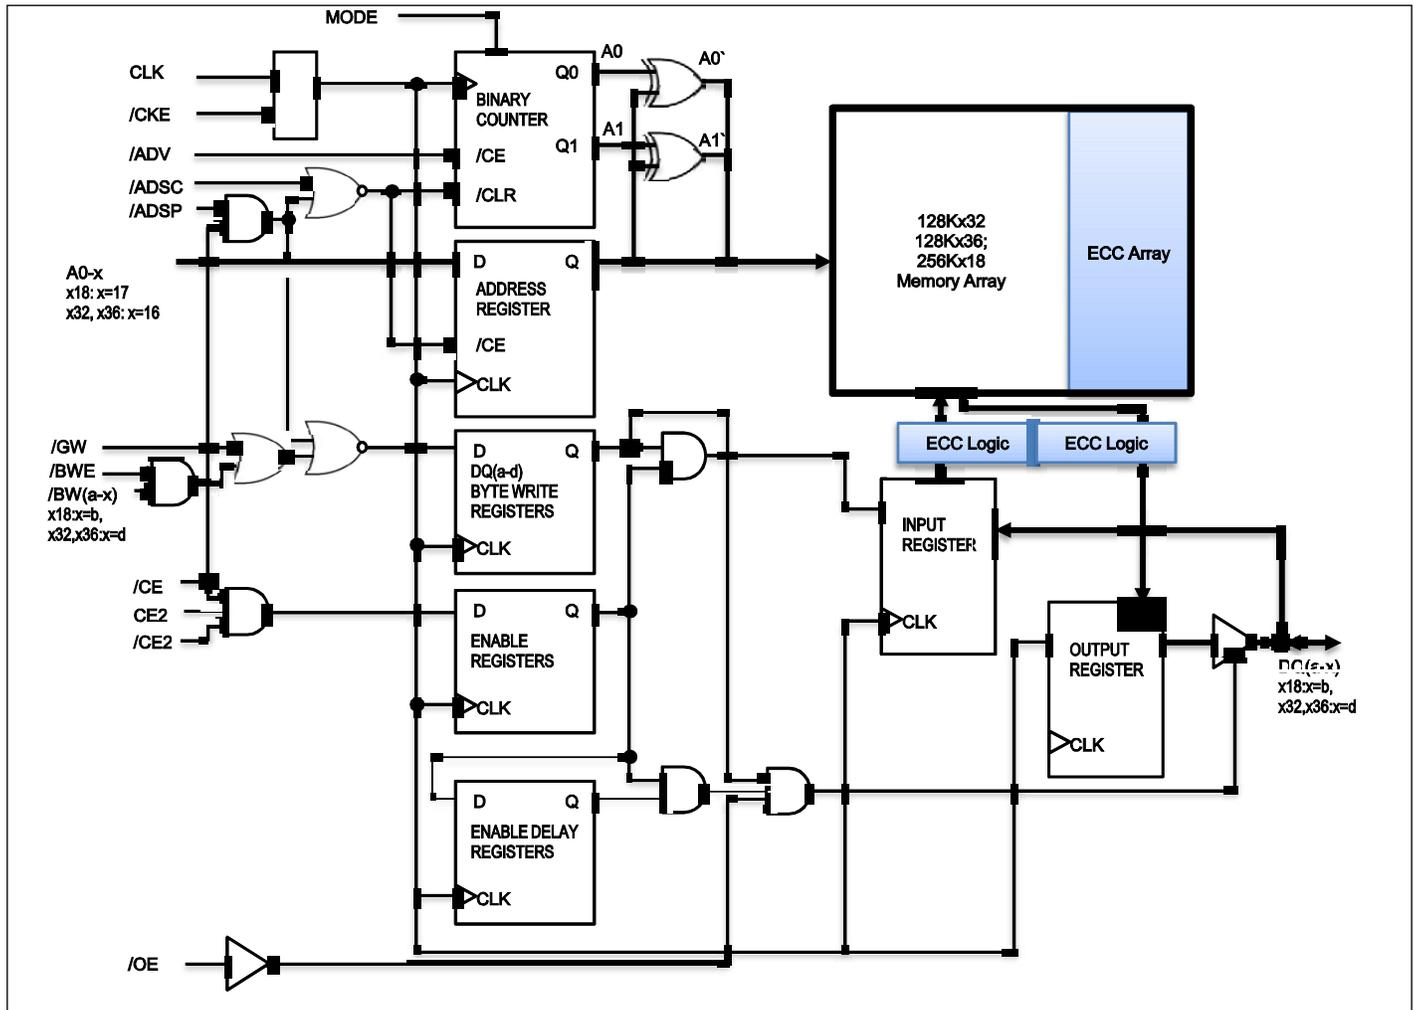 MODE
CLK
/CKE
/ADV
/ADSC
/ADSP
A0-x
x18: x=17
x32, x36: x=16
/GW
/BWE
/BW(a-x)
x18:x=b,
x32,x36:x=d
/CE
CE2
/CE2
/OE
Q0
BINARY
COUNTER
Q1
/CE
/CLR
A0
A0`
A1
A1`
D Q
ADDRESS
REGISTER
/CE
CLK
D Q
DQ(a-d)
BYTE WRITE
REGISTERS
CLK
D Q
ENABLE
REGISTERS
CLK
D Q
ENABLE DELAY
REGISTERS
CLK
128Kx32
128Kx36;
256Kx18
Memory Array
ECC Array
ECC Logic
ECC Logic
INPUT
REGISTER
CLK
OUTPUT
REGISTER
CLK
DQ(a-x)
x18:x=b,
x32,x36:x=d